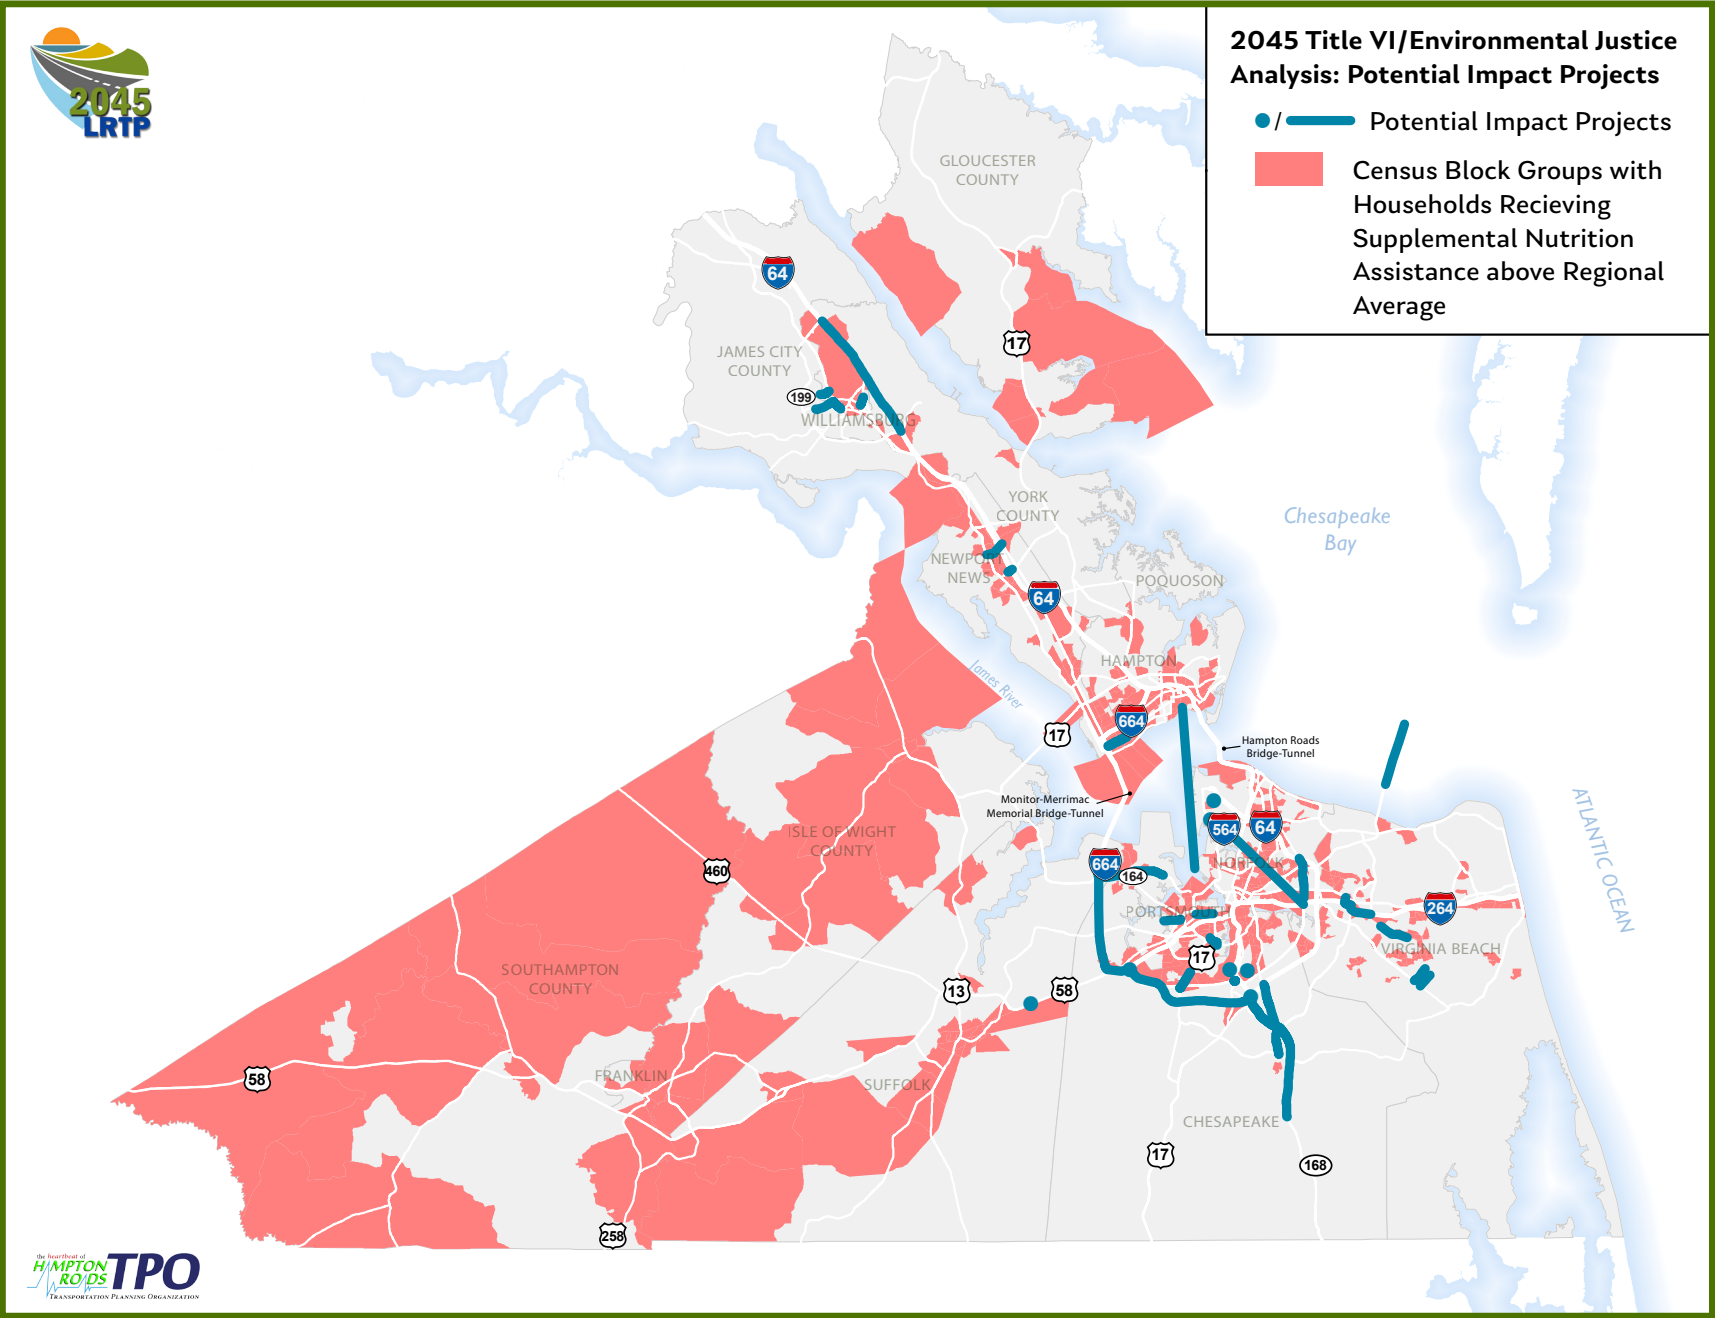 2045 Title VI/Environmental Justice
Analysis: Potential Impact Projects
/ Potential Impact Projects
Census Block Groups with
Households Recieving
Supplemental Nutrition
Assistance above Regional
Average
2045
LRTP
GLOUCESTER
COUNTY
64
17
JAMES CITY
COUNTY
199
WILLIAMSBURG
YORK
COUNTY
Chesapeake
Bay
NEWPORT
NEWS
POQUOSON
64
HAMPTON
James River
664
17
Hampton Roads
Bridge-Tunnel
Monitor-Merrimac
Memorial Bridge-Tunnel
ATLANTIC OCEAN
564
64
ISLE OF WIGHT
COUNTY
460
664
164
NORFOLK
PORTSMOUTH
264
VIRGINIA BEACH
17
SOUTHAMPTON
COUNTY
13
58
58
FRANKLIN
SUFFOLK
CHESAPEAKE
17
168
258
the heartbeat of
HAMPTON
ROADS
TPO
TRANSPORTATION PLANNING ORGANIZATION